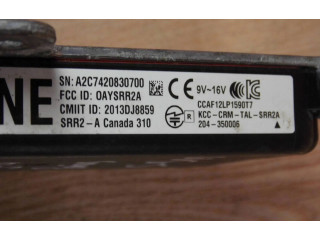 NE
SN: A2C7420830700
FCC ID: OAYSRR2A
CMIIT ID: 2013DJ8859
SRR2-A Canada 310
CE 9V-16V
CCAF12LP1590T7
R KCC-CRM-TAL-SRR2A
204-350006